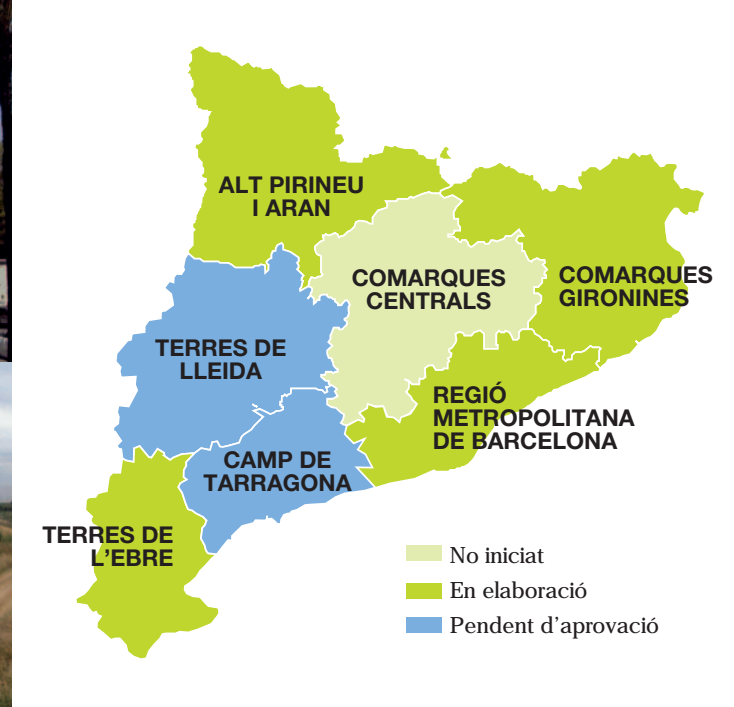 ALT PIRINEU
I ARAN
COMARQUES
CENTRALS
COMARQUES
GIRONINES
TERRES DE
LLEIDA
REGIÓ
METROPOLITANA
DE BARCELONA
CAMP DE
TARRAGONA
TERRES DE
L'EBRE
No iniciat
En elaboració
Pendent d'aprovació